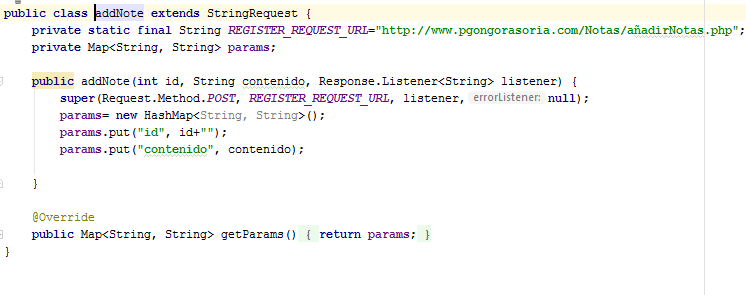 public class addNote extends StringRequest {
    private static final String REGISTER_REQUEST_URL="http://www.pgongorasoria.com/Notas/añadirNotas.php";
    private Map<String, String> params;

    public addNote(int id, String contenido, Response.Listener<String> listener) {
        super(Request.Method.POST, REGISTER_REQUEST_URL, listener, errorListener: null);
        params= new HashMap<String, String>();
        params.put("id", id+"");
        params.put("contenido", contenido);

    }

    @Override
    public Map<String, String> getParams() { return params; }
}